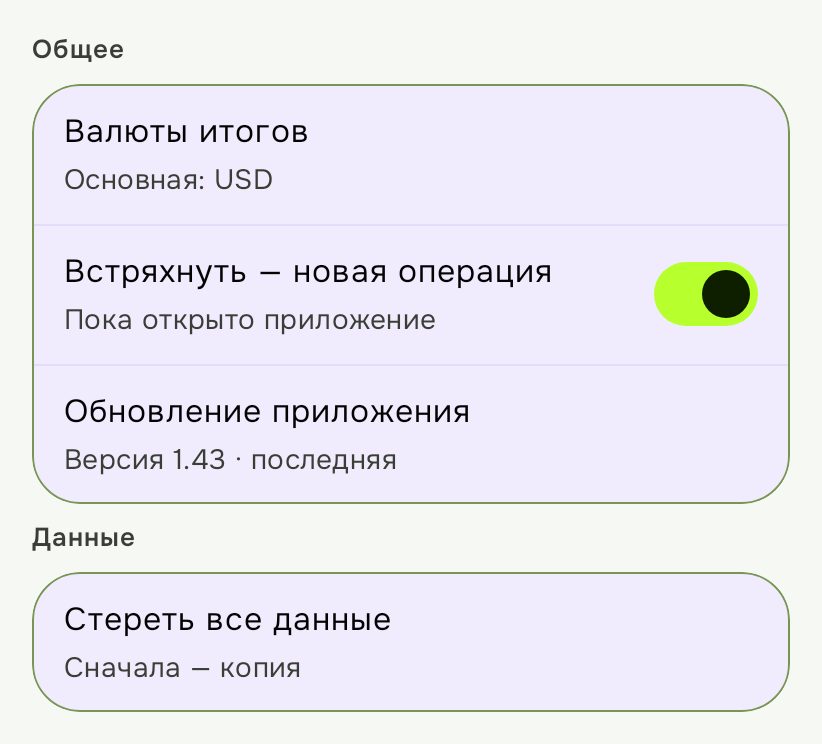 Общее
Валюты итогов
Основная: USD
Встряхнуть — новая операция
Пока открыто приложение
Обновление приложения
Версия 1.43 · последняя
Данные
Стереть все данные
Сначала — копия